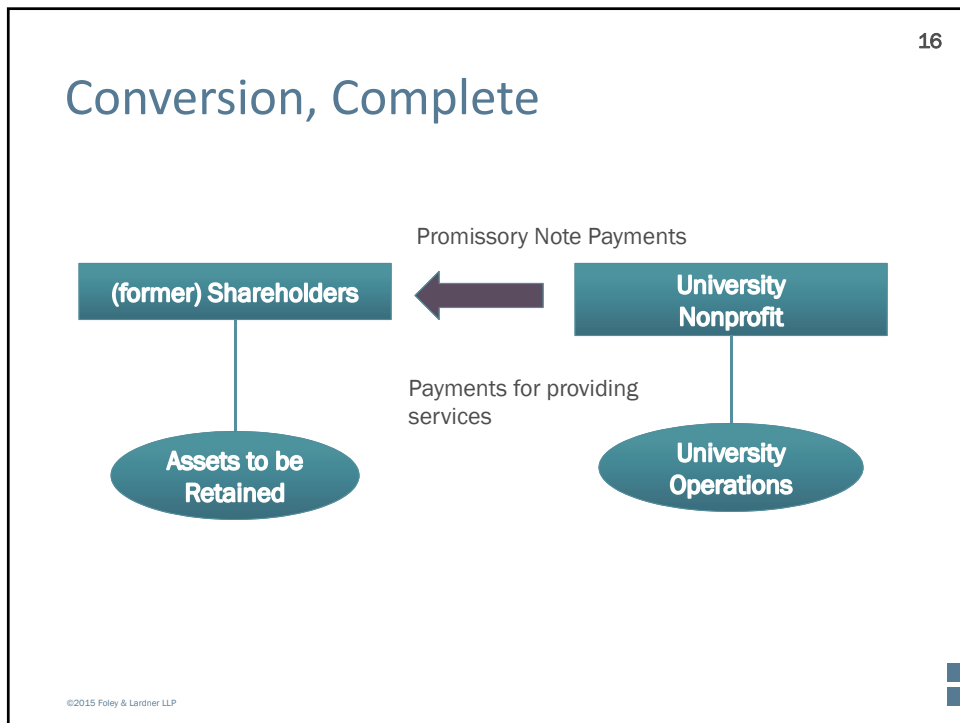 16
Conversion, Complete
Promissory Note Payments
(former) Shareholders
University
Nonprofit
Payments for providing
services
Assets to be
Retained
University
Operations
©2015 Foley & Lardner LLP